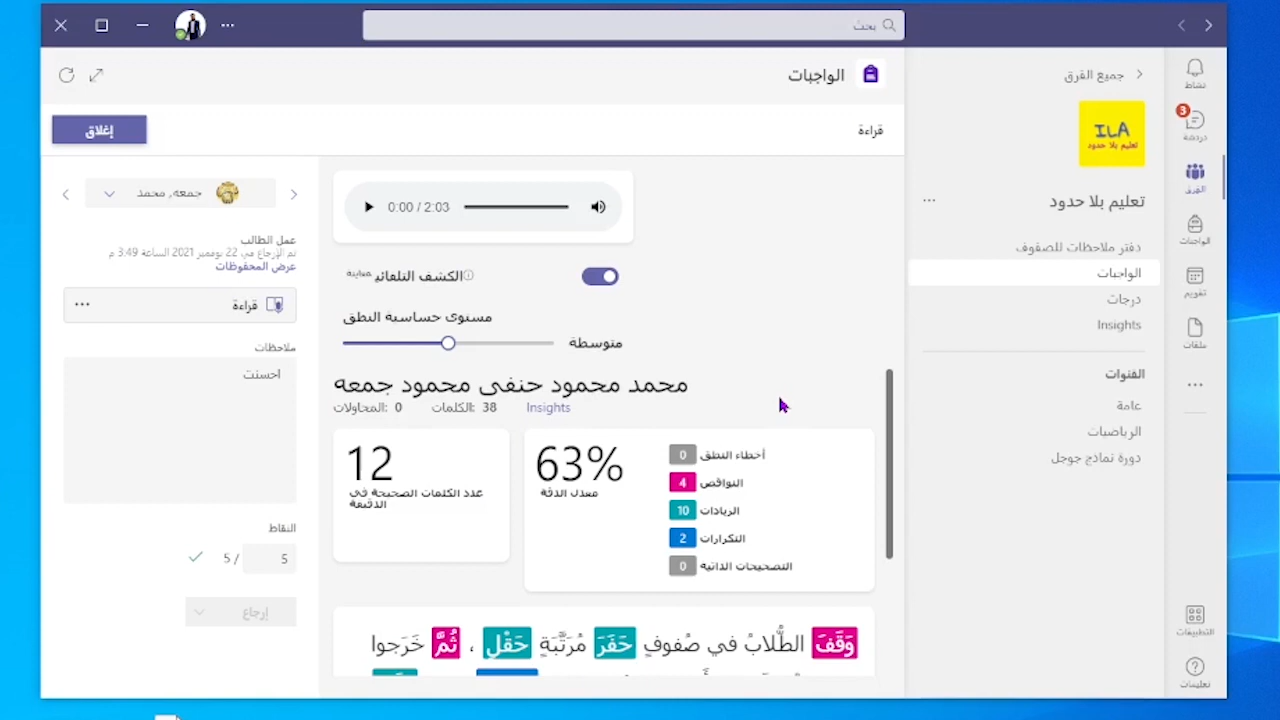 بحث
نشاط
3
دردشة
الفرق
الواجبات
تقويم
ملفات
التطبيقات
تعليمات
جميع الفرق
ILA
تعليم بلا حدود
تعليم بلا حدود
دفتر ملاحظات للصفوف
الواجبات
درجات
Insights
القنوات
عامة
الرياضيات
دورة نماذج جوجل
الواجبات
قراءة
إغلاق
0:00 / 2:03
الكشف التلقائي معاينة
مستوى حساسية النطق
متوسطة
محمد محمود حنفى محمود جمعه
المحاولات: 0 الكلمات: 38 Insights
63%
معدل الدقة
أخطاء النطق 0
النواقص 4
الزيادات 10
التكرارات 2
التصحيحات الذاتية 0
12
عدد الكلمات الصحيحة في الدقيقة
وَقَفَ الطُّلابُ في صُفوفٍ حَفَرَ مُرَتَّبَةٍ حَقْلِ ، ثُمَّ خَرَجوا
جمعه, محمد
عمل الطالب
تم الإرجاع في 22 نوفمبر 2021 الساعة 3:49 م
عرض المحفوظات
قراءة
ملاحظات
احسنت
النقاط
5 / 5
إرجاع